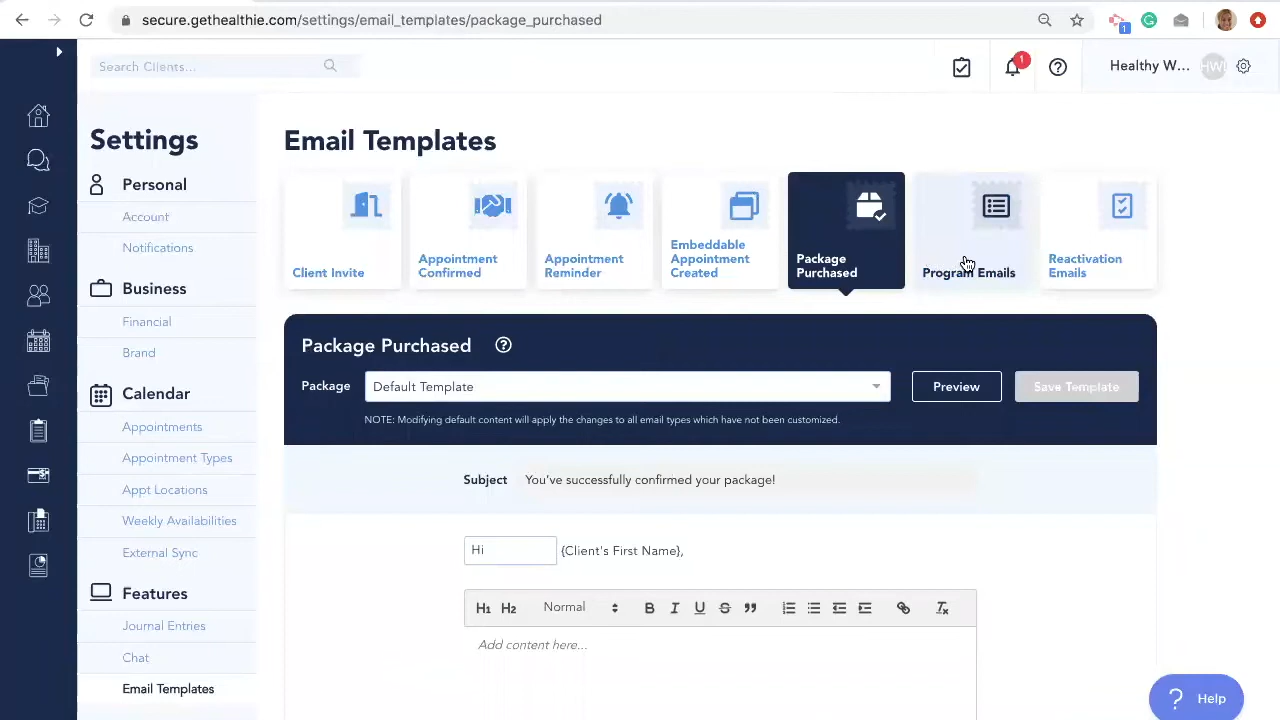 secure.gethealthie.com/settings/email_templates/package_purchased
1
Search Clients...
1
Healthy W...
HWL
Settings
Personal
Account
Notifications
Business
Financial
Brand
Calendar
Appointments
Appointment Types
Appt Locations
Weekly Availabilities
External Sync
Features
Journal Entries
Chat
Email Templates
Email Templates
Client Invite
Appointment
Confirmed
Appointment
Reminder
Embeddable
Appointment
Created
Package
Purchased
Program Emails
Reactivation
Emails
Package Purchased
Package
Default Template
Preview
Save Template
NOTE: Modifying default content will apply the changes to all email types which have not been customized.
Subject You've successfully confirmed your package!
Hi {Client's First Name},
H1 H2 Normal B I U S
Add content here...
? Help